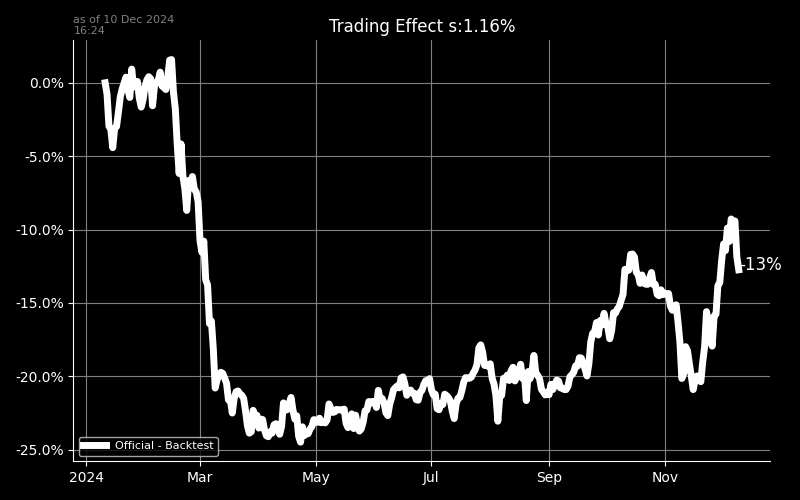 as of 10 Dec 2024
16:24
Trading Effect s:1.16%
0.0%
-5.0%
-10.0%
-13%
-15.0%
-20.0%
-25.0%
Official - Backtest
2024 Mar May Jul Sep Nov